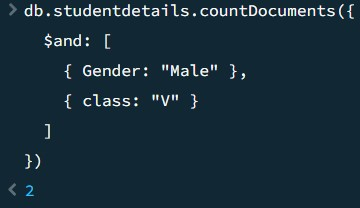 > db.studentdetails.countDocuments({
$and: [
{ Gender: "Male" },
{ class: "V" }
]
})
< 2